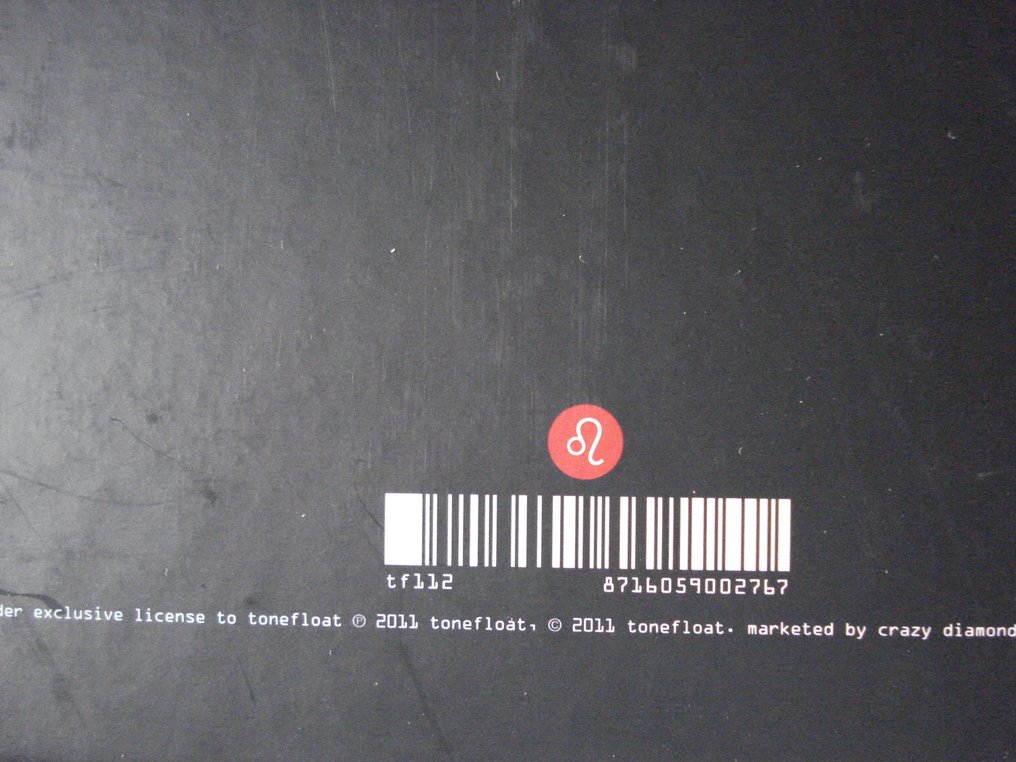 ♌
tf112 8716059002767
der exclusive license to tonefloat ℗ 2011 tonefloat, © 2011 tonefloat. marketed by crazy diamond